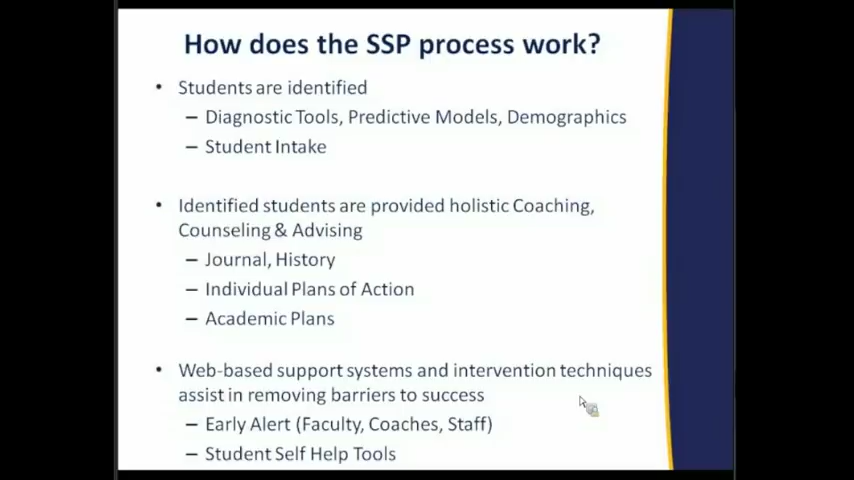 How does the SSP process work?
• Students are identified
– Diagnostic Tools, Predictive Models, Demographics
– Student Intake
• Identified students are provided holistic Coaching,
Counseling & Advising
– Journal, History
– Individual Plans of Action
– Academic Plans
• Web-based support systems and intervention techniques
assist in removing barriers to success
– Early Alert (Faculty, Coaches, Staff)
– Student Self Help Tools